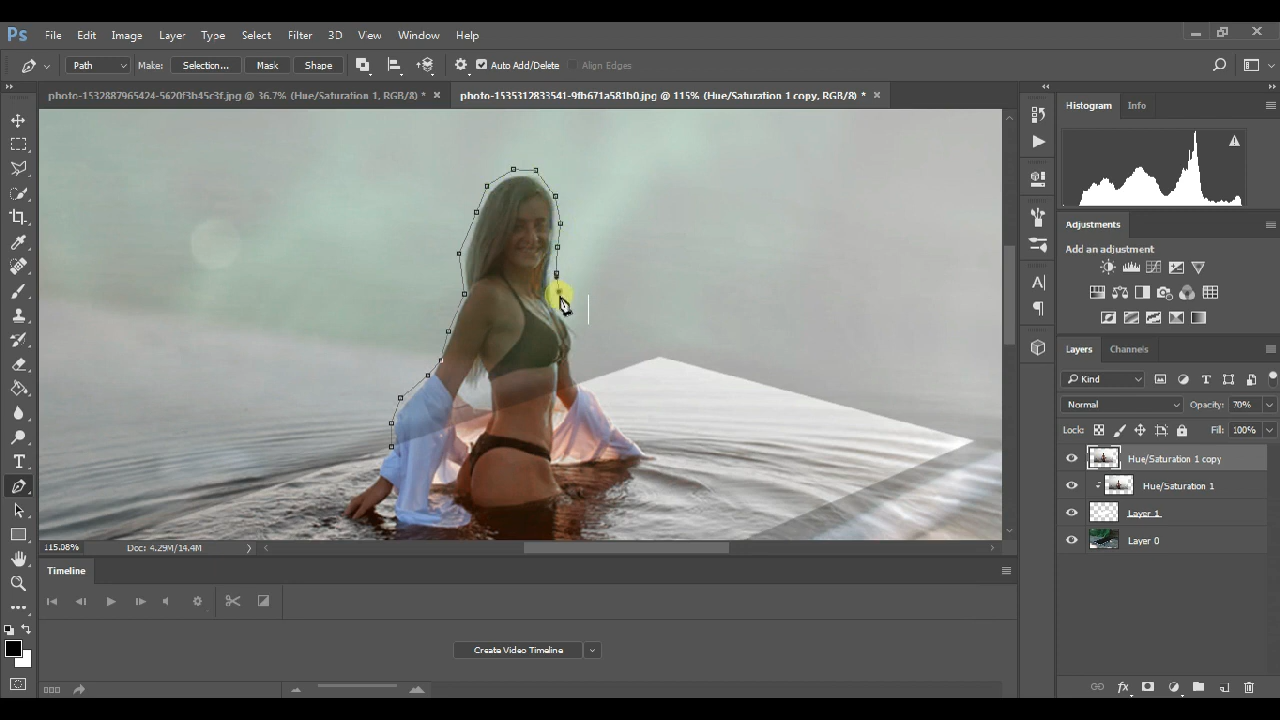 Ps File Edit Image Layer Type Select Filter 3D View Window Help
Path Make: Selection... Mask Shape Auto Add/Delete Align Edges
photo-1532887965424-5620f3b45c3f.jpg @ 36.7% (Hue/Saturation 1, RGB/8) * photo-1535312833541-9fb671a581b0.jpg @ 115% (Hue/Saturation 1 copy, RGB/8) *
Histogram Info
Adjustments
Add an adjustment
Layers Channels
Kind
Normal Opacity: 70%
Lock: Fill: 100%
Hue/Saturation 1 copy
Hue/Saturation 1
Layer 1
Layer 0
115.08% Doc: 4.29M/14.4M
Timeline
Create Video Timeline
fx